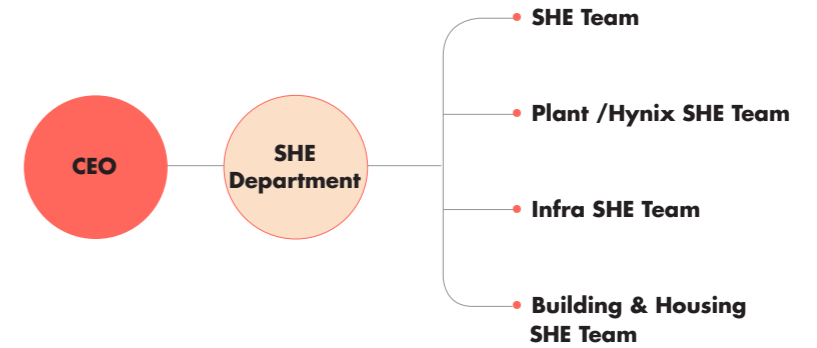 CEO
SHE
Department
SHE Team
Plant /Hynix SHE Team
Infra SHE Team
Building & Housing
SHE Team